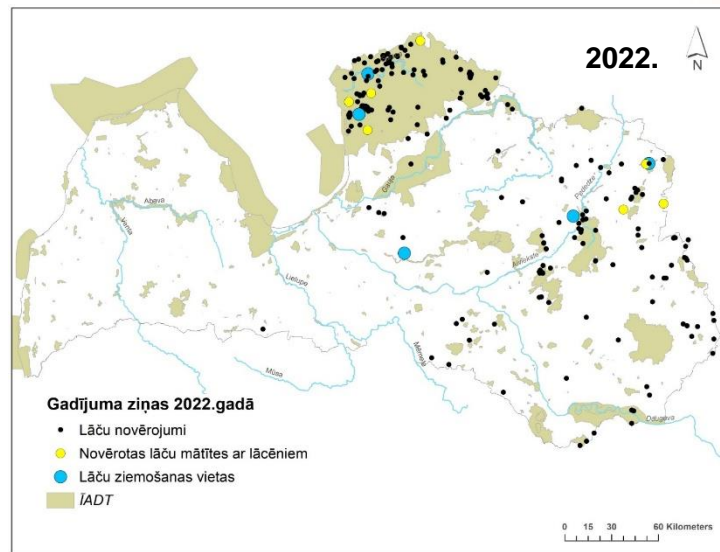 2022.
N
Gauja
Pededze
Abava
Venta
Aiviekste
Lielupe
Mēmele
Mūsa
Daugava
Gadījuma ziņas 2022.gadā
Lāču novērojumi
Novērotas lāču mātītes ar lācēniem
Lāču ziemošanas vietas
ĪADT
0 15 30 60 Kilometers